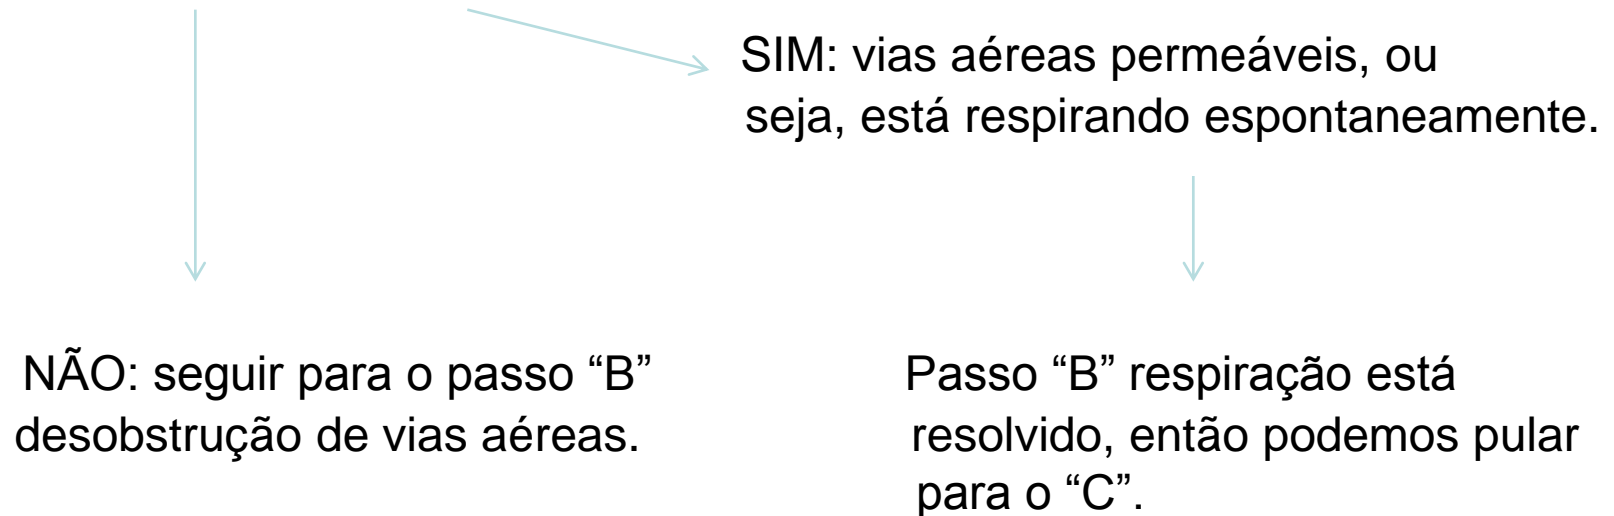 SIM: vias aéreas permeáveis, ou
seja, está respirando espontaneamente.
NÃO: seguir para o passo “B”
desobstrução de vias aéreas.
Passo “B” respiração está
resolvido, então podemos pular
para o “C”.